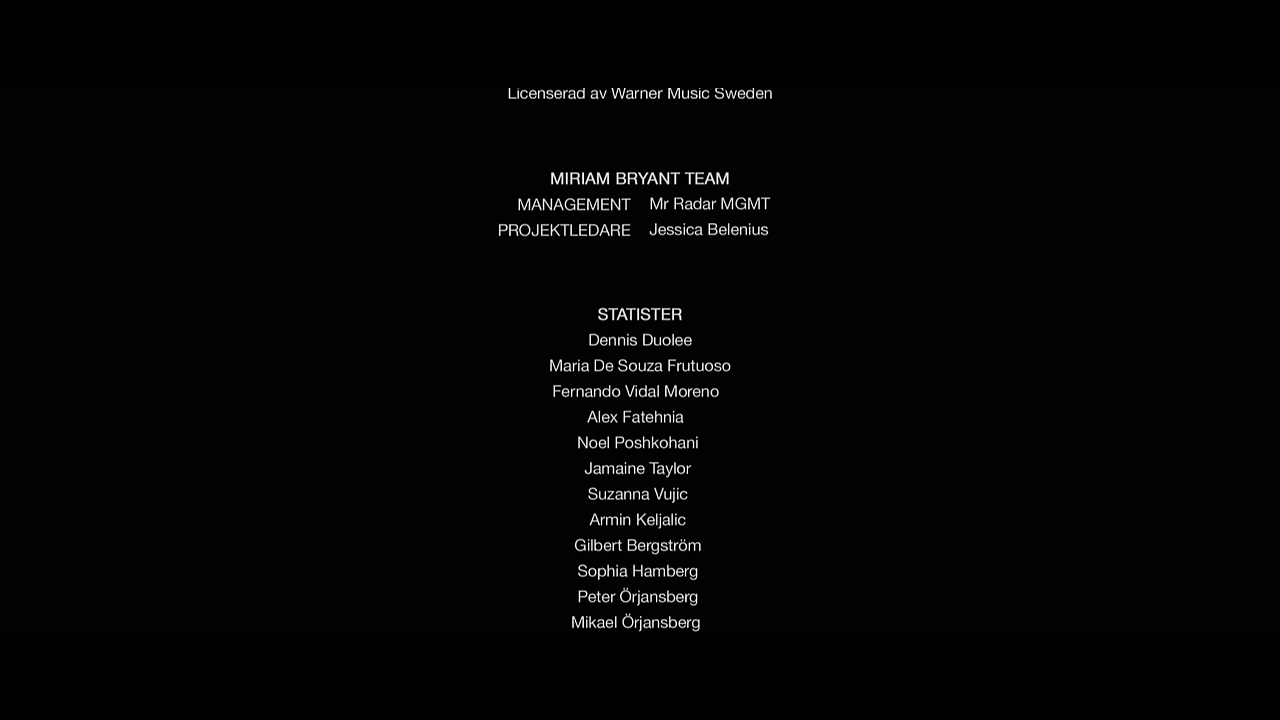 Licenserad av Warner Music Sweden
MIRIAM BRYANT TEAM
MANAGEMENT Mr Radar MGMT
PROJEKTLEDARE Jessica Belenius
STATISTER
Dennis Duolee
Maria De Souza Frutuoso
Fernando Vidal Moreno
Alex Fatehnia
Noel Poshkohani
Jamaine Taylor
Suzanna Vujic
Armin Keljalic
Gilbert Bergström
Sophia Hamberg
Peter Örjansberg
Mikael Örjansberg